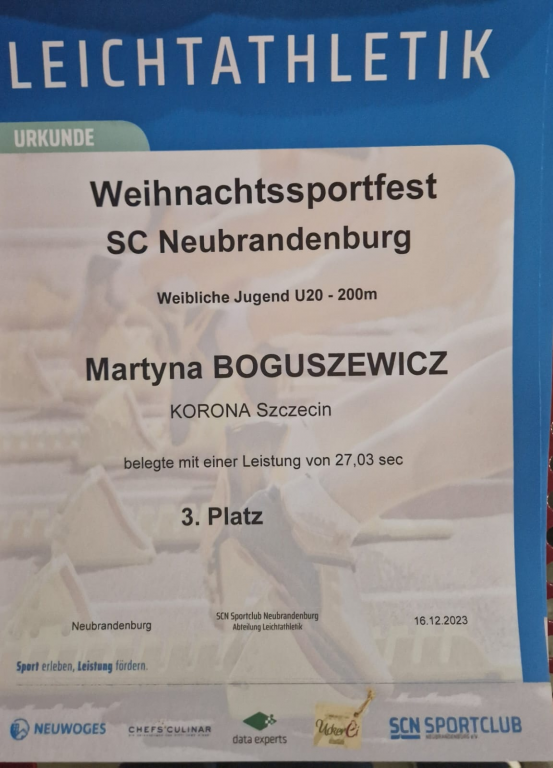 LEICHTATHLETIK
URKUNDE
Weihnachtssportfest
SC Neubrandenburg
Weibliche Jugend U20 - 200m
Martyna BOGUSZEWICZ
KORONA Szczecin
belegte mit einer Leistung von 27,03 sec
3. Platz
Neubrandenburg
SCN Sportclub Neubrandenburg
Abteilung Leichtathletik
16.12.2023
Sport erleben, Leistung fördern.
NEUWOGES
CHEFS'CULINAR
data experts
UckerEi
SCN SPORTCLUB
NEUBRANDENBURG e.V.